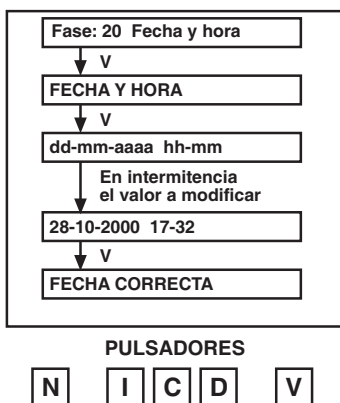 Fase: 20 Fecha y hora
V
FECHA Y HORA
V
dd-mm-aaaa hh-mm
En intermitencia
el valor a modificar
28-10-2000 17-32
V
FECHA CORRECTA
PULSADORES
N I C D V